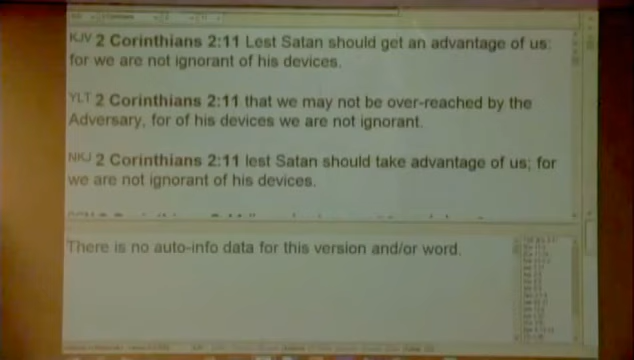 KJV 2 Corinthians 2:11 Lest Satan should get an advantage of us:
for we are not ignorant of his devices.
YLT 2 Corinthians 2:11 that we may not be over-reached by the
Adversary, for of his devices we are not ignorant.
NKJ 2 Corinthians 2:11 lest Satan should take advantage of us; for
we are not ignorant of his devices.
There is no auto-info data for this version and/or word.